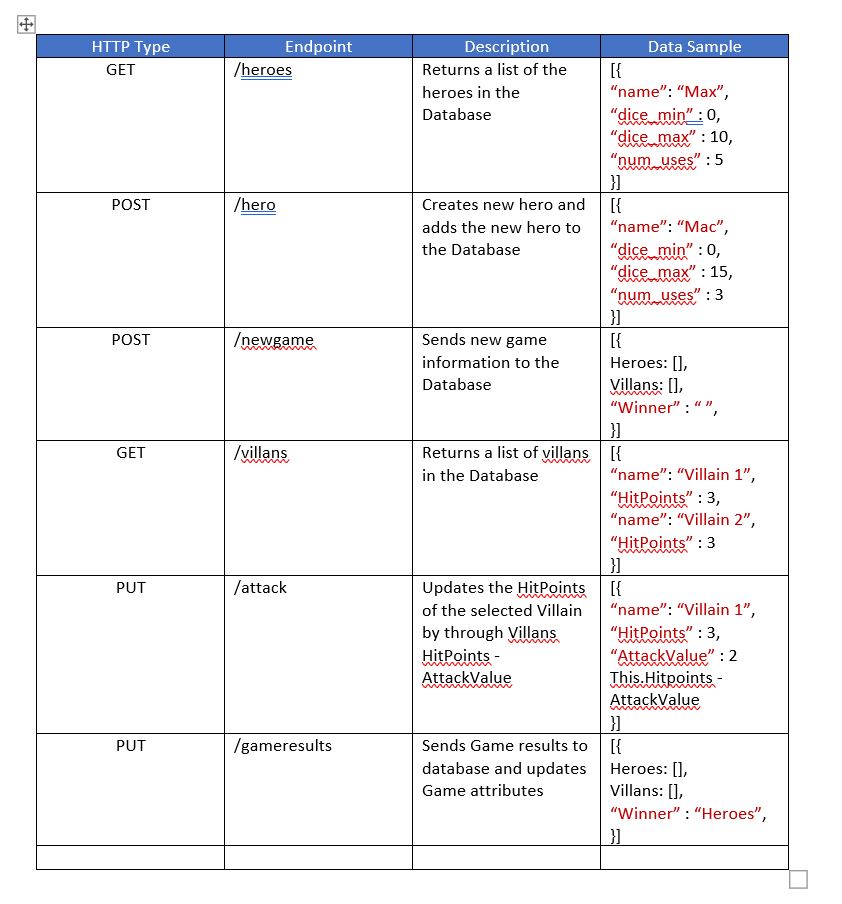 HTTP Type Endpoint Description Data Sample
GET /heroes Returns a list of the [{
heroes in the “name”: “Max”,
Database “dice_min” : 0,
“dice_max” : 10,
“num_uses” : 5
}]
POST /hero Creates new hero and [{
adds the new hero to “name”: “Mac”,
the Database “dice_min” : 0,
“dice_max” : 15,
“num_uses” : 3
}]
POST /newgame Sends new game [{
information to the Heroes: [],
Database Villans: [],
“Winner” : “ ”,
}]
GET /villans Returns a list of villans [{
in the Database “name”: “Villain 1”,
“HitPoints” : 3,
“name”: “Villain 2”,
“HitPoints” : 3
}]
PUT /attack Updates the HitPoints [{
of the selected Villain “name”: “Villain 1”,
by through Villans “HitPoints” : 3,
HitPoints - “AttackValue” : 2
AttackValue This.Hitpoints -
AttackValue
}]
PUT /gameresults Sends Game results to [{
database and updates Heroes: [],
Game attributes Villans: [],
“Winner” : “Heroes”,
}]